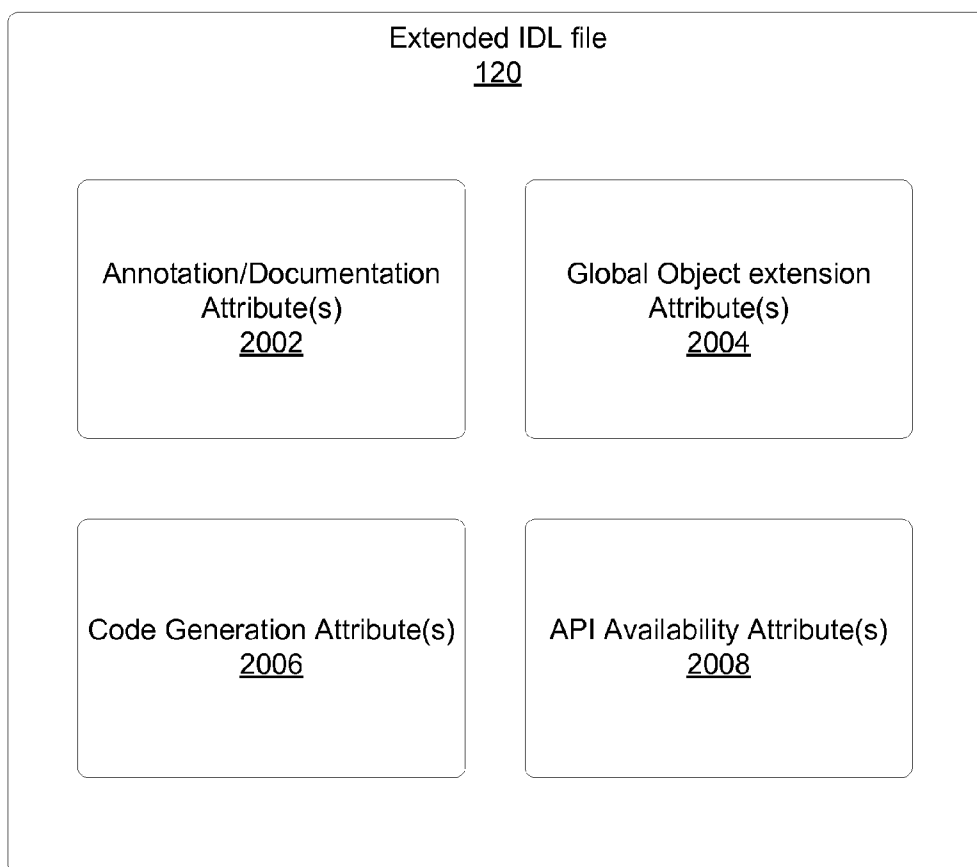 Extended IDL file
120
Annotation/Documentation
Attribute(s)
2002
Global Object extension
Attribute(s)
2004
Code Generation Attribute(s)
2006
API Availability Attribute(s)
2008